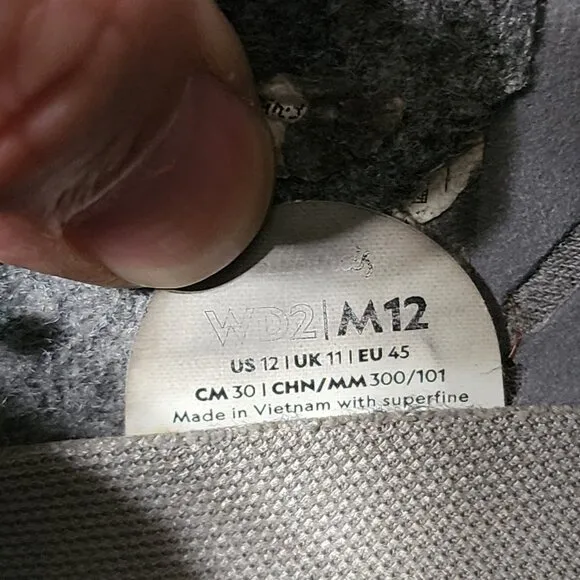 WD2|M12
US 12 | UK 11 | EU 45
CM 30 | CHN/MM 300/101
Made in Vietnam with superfine